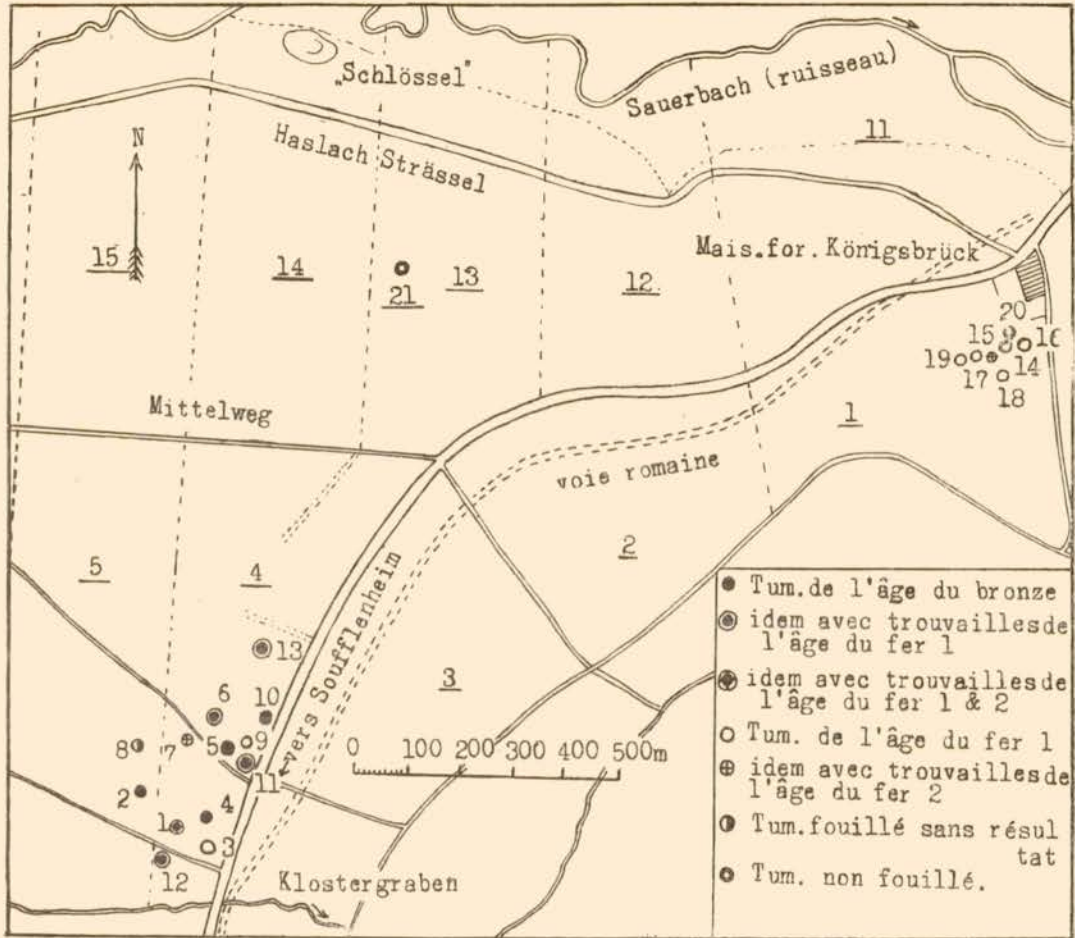 "Schlössel"
Sauerbach (ruisseau)
11
Haslach Strässel
N
Mais.for. Königsbrück
15
14
13
12
21
20
15 9 16
19
17 14
18
1
Mittelweg
voie romaine
2
5
4
13
3
vers Soufflenheim
6
10
8
7
5
9
11
2
4
1
3
12
0 100 200 300 400 500m
Klostergraben
Tum.de l'âge du bronze
idem avec trouvailles de
l'âge du fer 1
idem avec trouvailles de
l'âge du fer 1 & 2
Tum. de l'âge du fer 1
idem avec trouvailles de
l'âge du fer 2
Tum.fouillé sans résul
tat
Tum. non fouillé.